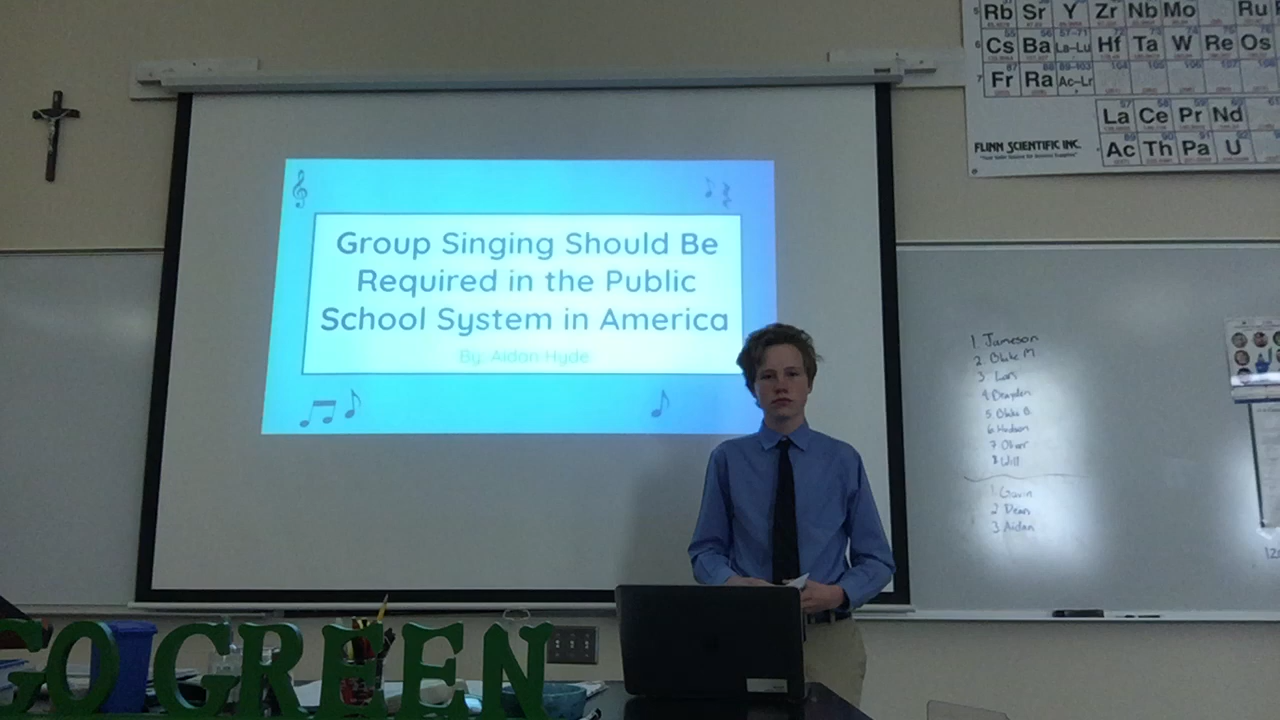 Group Singing Should Be
Required in the Public
School System in America
By: Aidan Hyde
Rb Sr Y Zr Nb Mo Ru
Cs Ba La–Lu Hf Ta W Re Os
Fr Ra Ac–Lr
La Ce Pr Nd
Ac Th Pa U
FLINN SCIENTIFIC INC.
1 Jameson
2 Blake M
3 Lars
4 Brayden
5 Blake B.
6 Hudson
7 Oliver
8 Will
1 Gavin
2 Dean
3 Aidan
GO GREEN